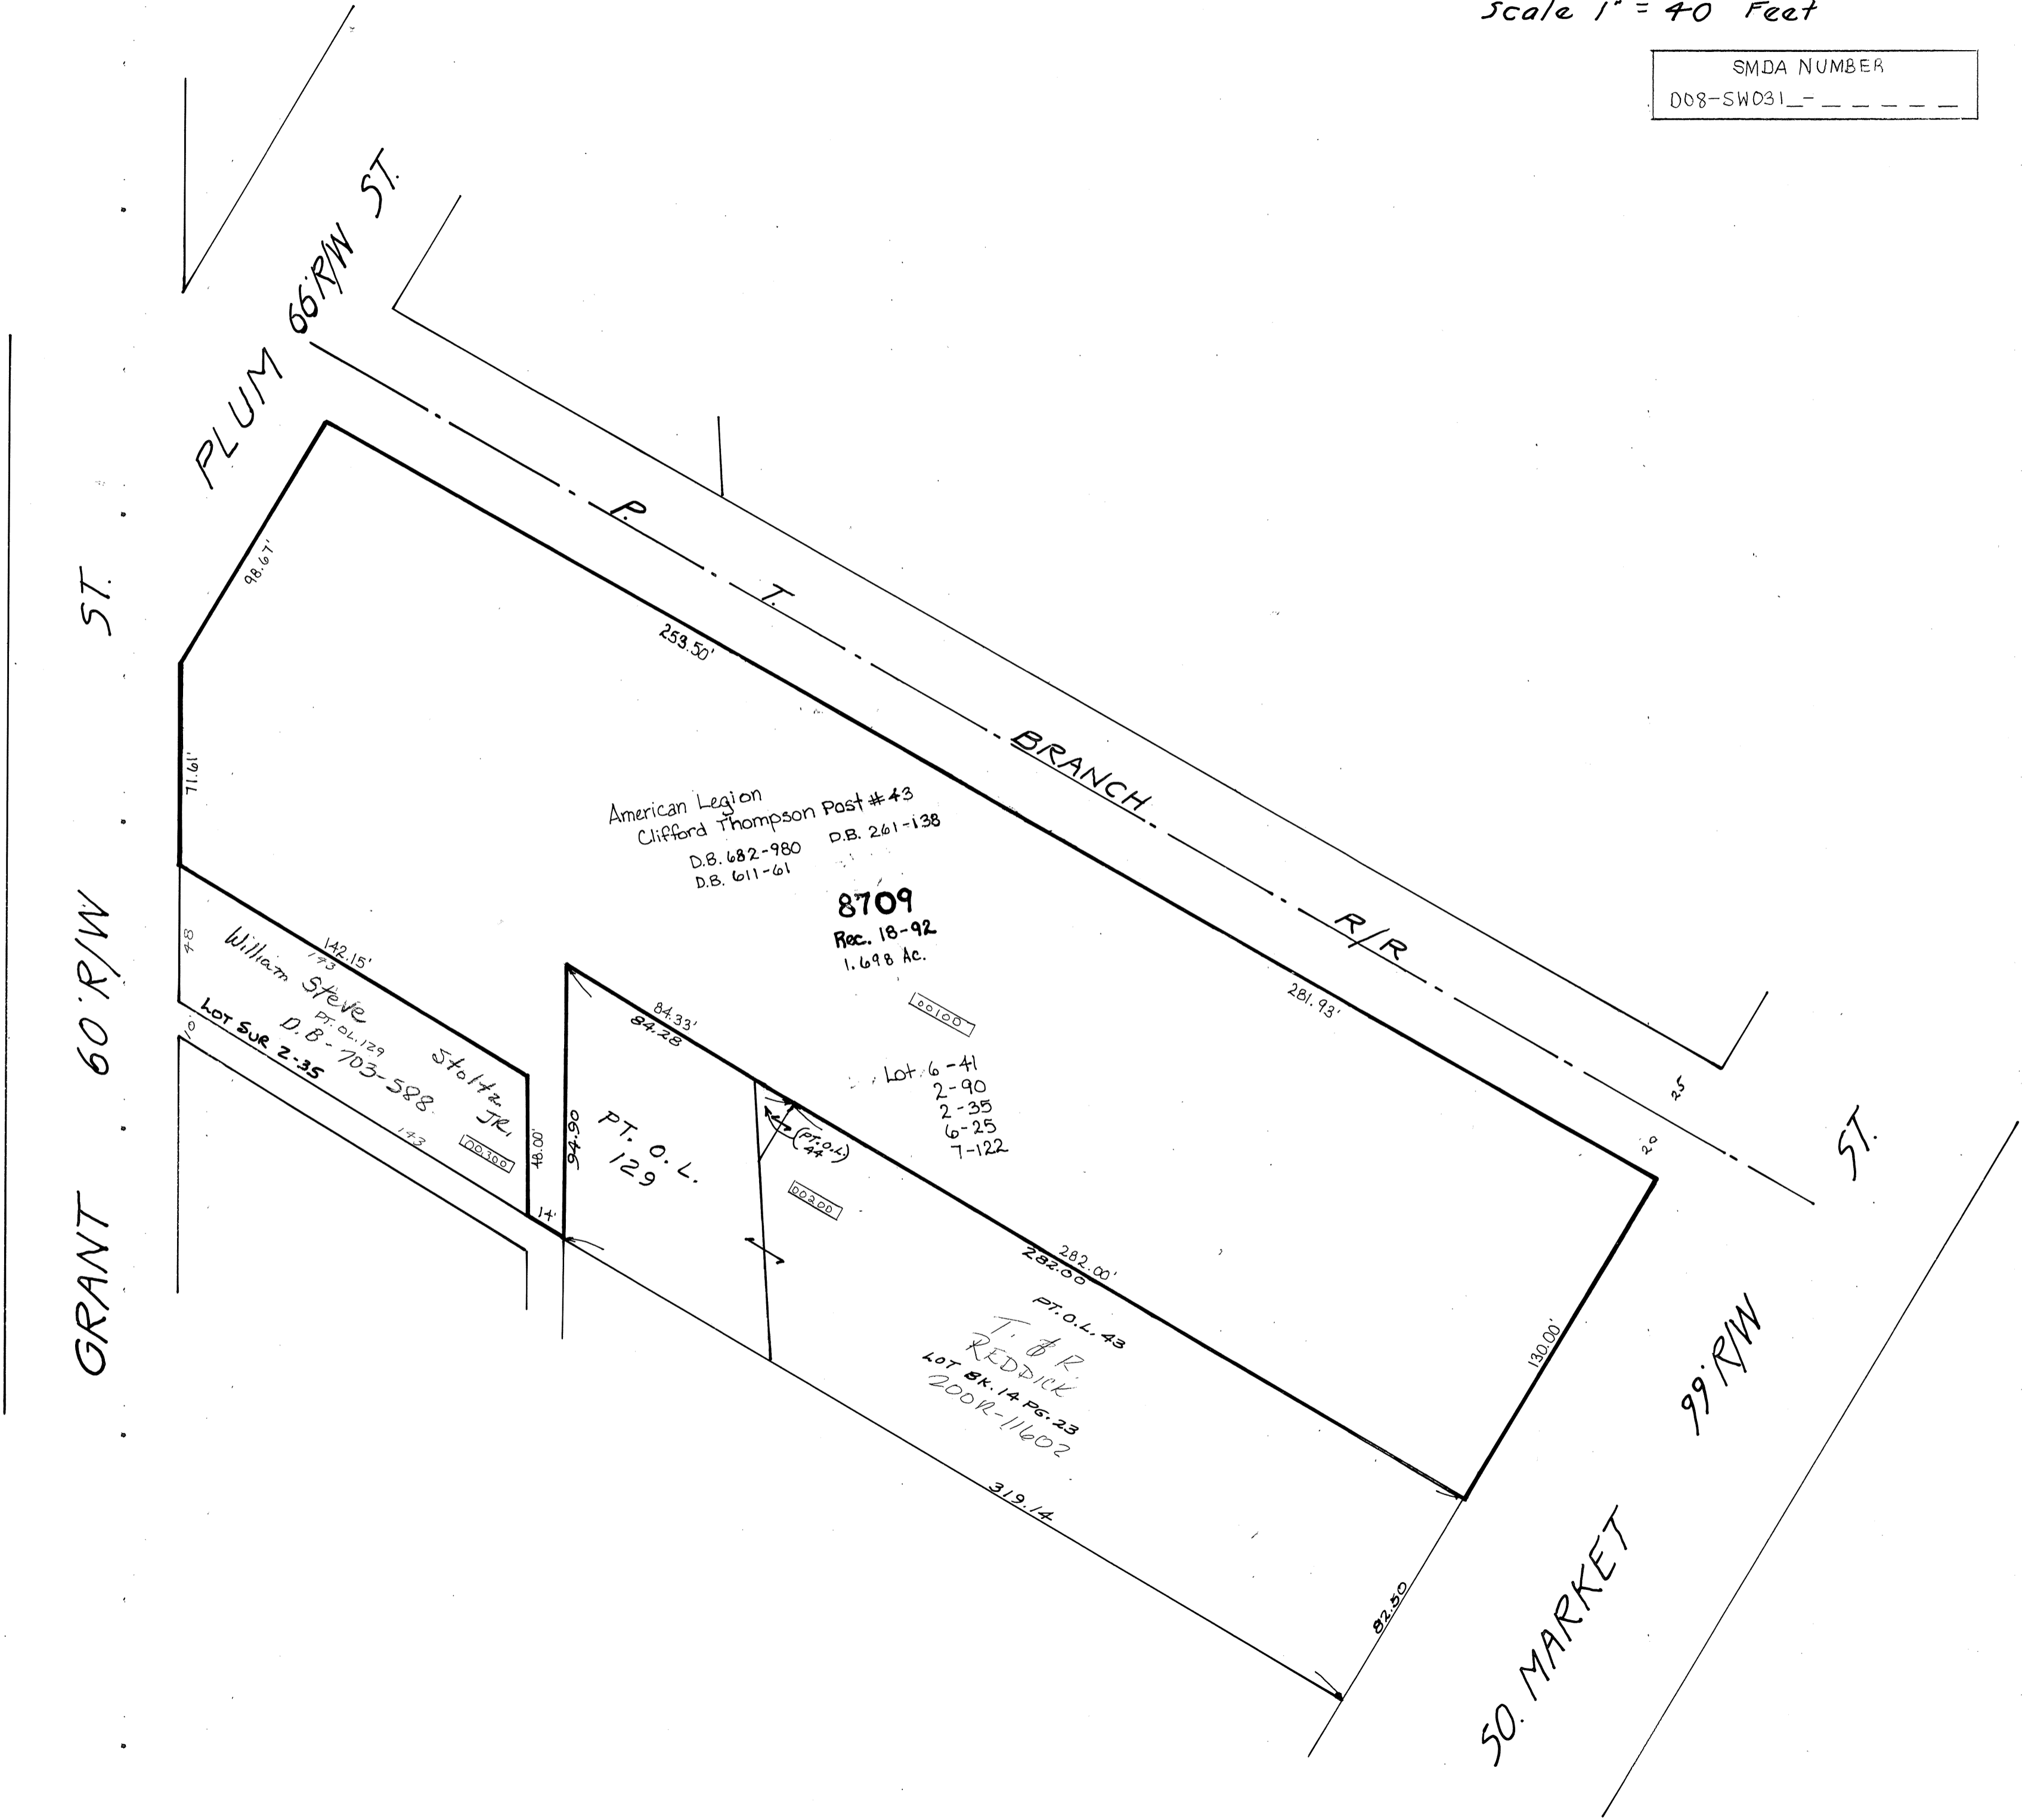 Scale 1" = 40 Feet
SMDA NUMBER
D08-SW031_-_ _ _ _ _
PLUM 66'R/W ST.
GRANT 60'R/W ST.
P. T. BRANCH R/R
98.67'
253.50'
71.61'
American Legion
Clifford Thompson Post #43
D.B. 682-980 D.B. 261-138
D.B. 611-61
8709
Rec. 18-92
1.698 Ac.
00100
281.93'
Lot 6-41
2-90
2-35
6-25
7-122
48
142.15'
143
William Steve
Stoltz
JR.
PT. O.L. 129
D.B-703-588
LOT SUR 2-35
10
143
00300
48.00'
14'
94.90
84.33'
84.28
PT. O. L.
129
(PT. O.L.
44)
00200
282.00'
282.00
PT. O.L. 43
T. & R.
REDDICK
LOT BK. 14 PG. 23
200R-11602
319.14
130.00'
82.50
25
20
SO. MARKET 99'R/W ST.